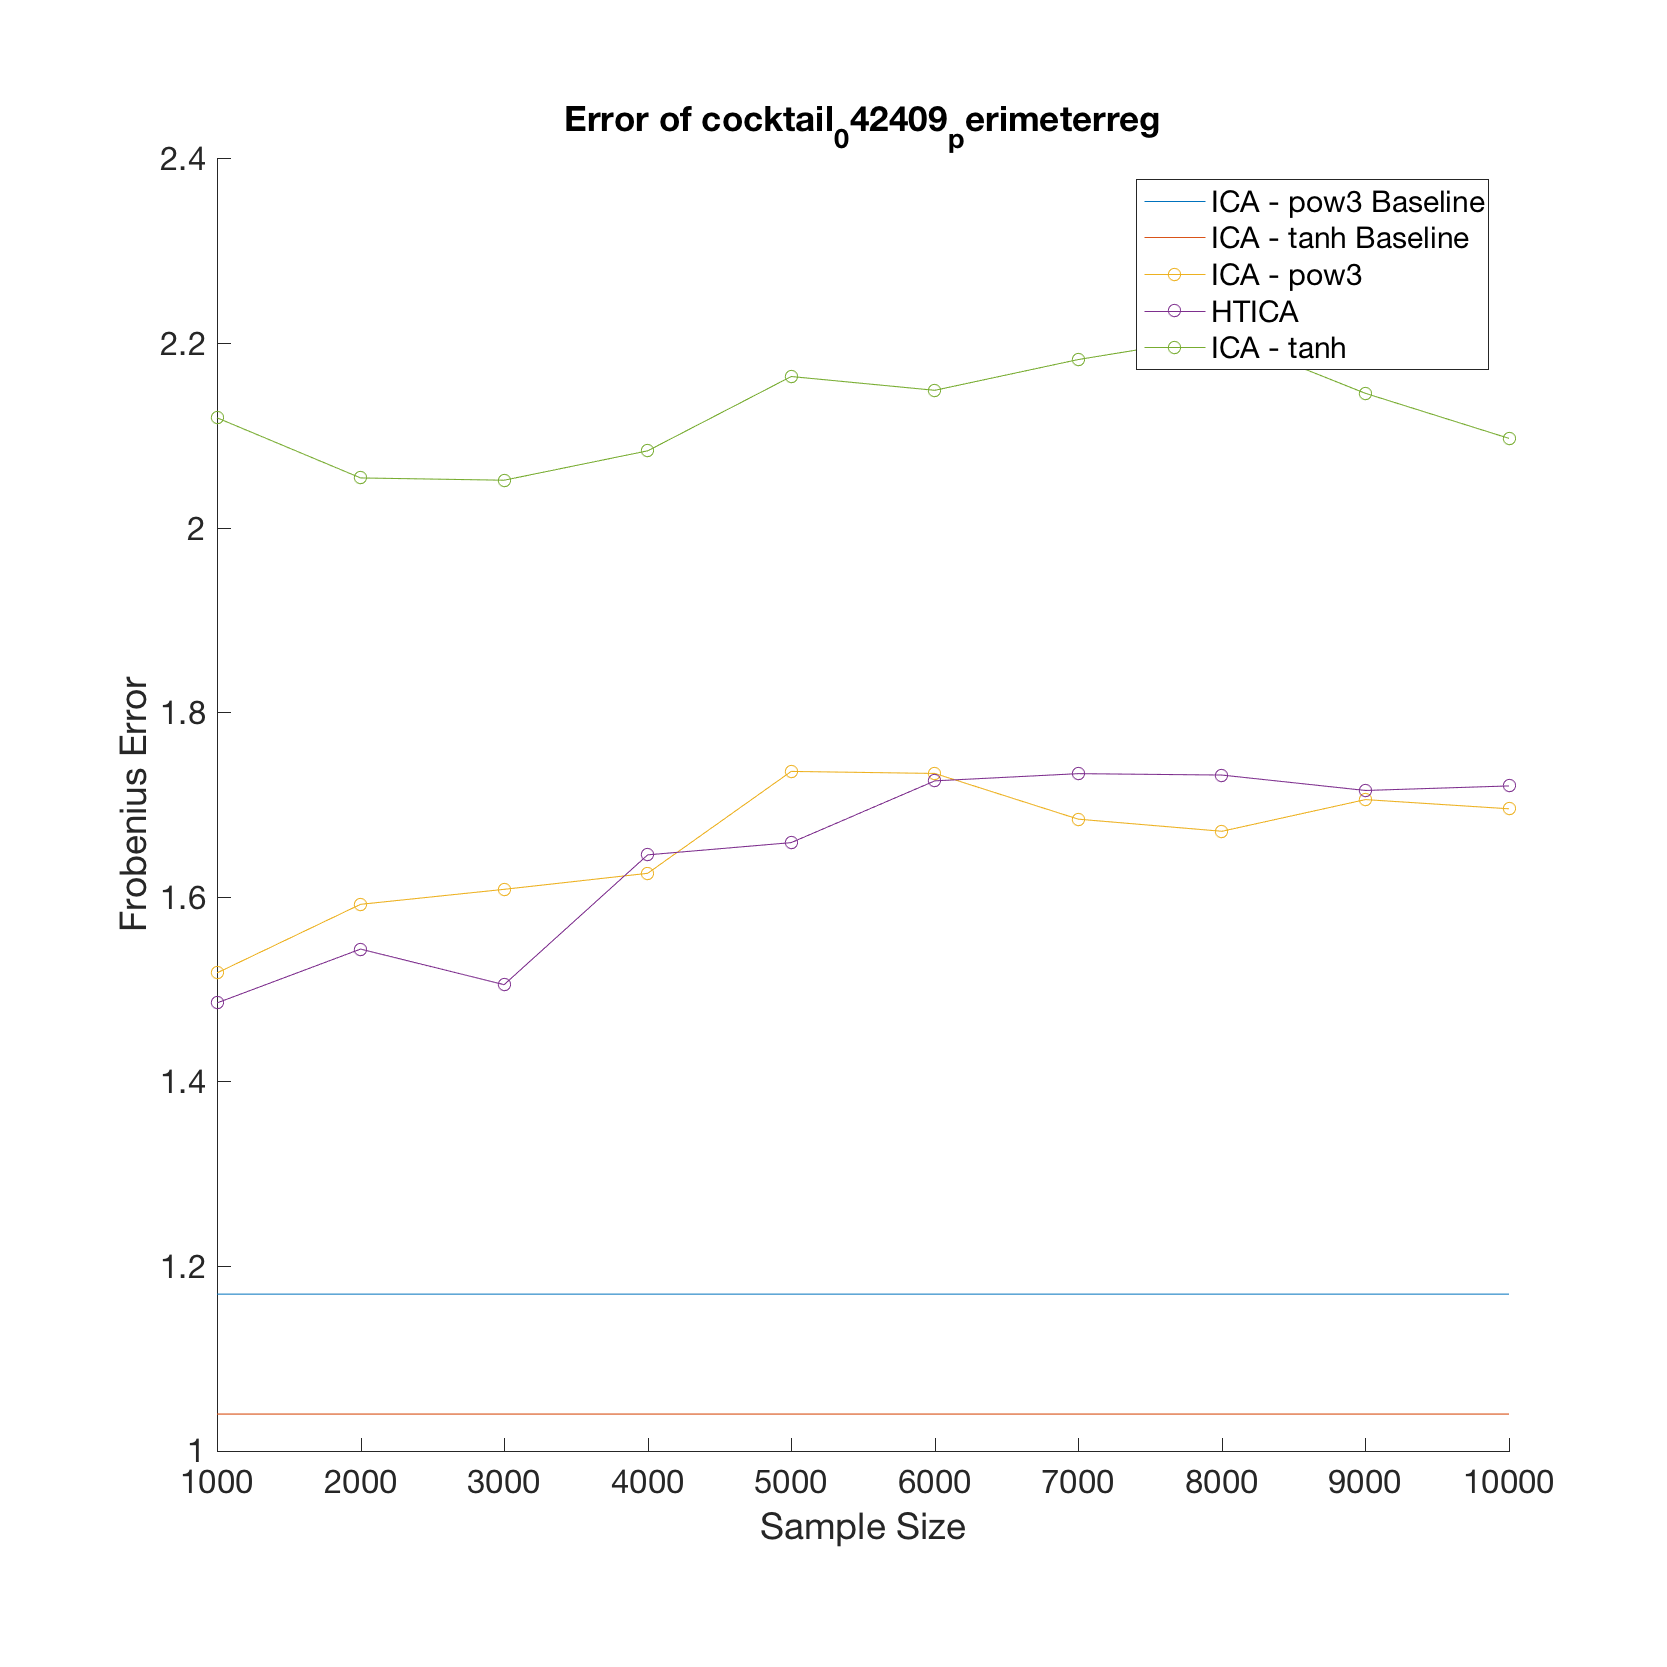 Error of cocktail_042409_perimeterreg
2.4
2.2
2
1.8
1.6
1.4
1.2
1
Frobenius Error
ICA - pow3 Baseline
ICA - tanh Baseline
ICA - pow3
HTICA
ICA - tanh
1000 2000 3000 4000 5000 6000 7000 8000 9000 10000
Sample Size